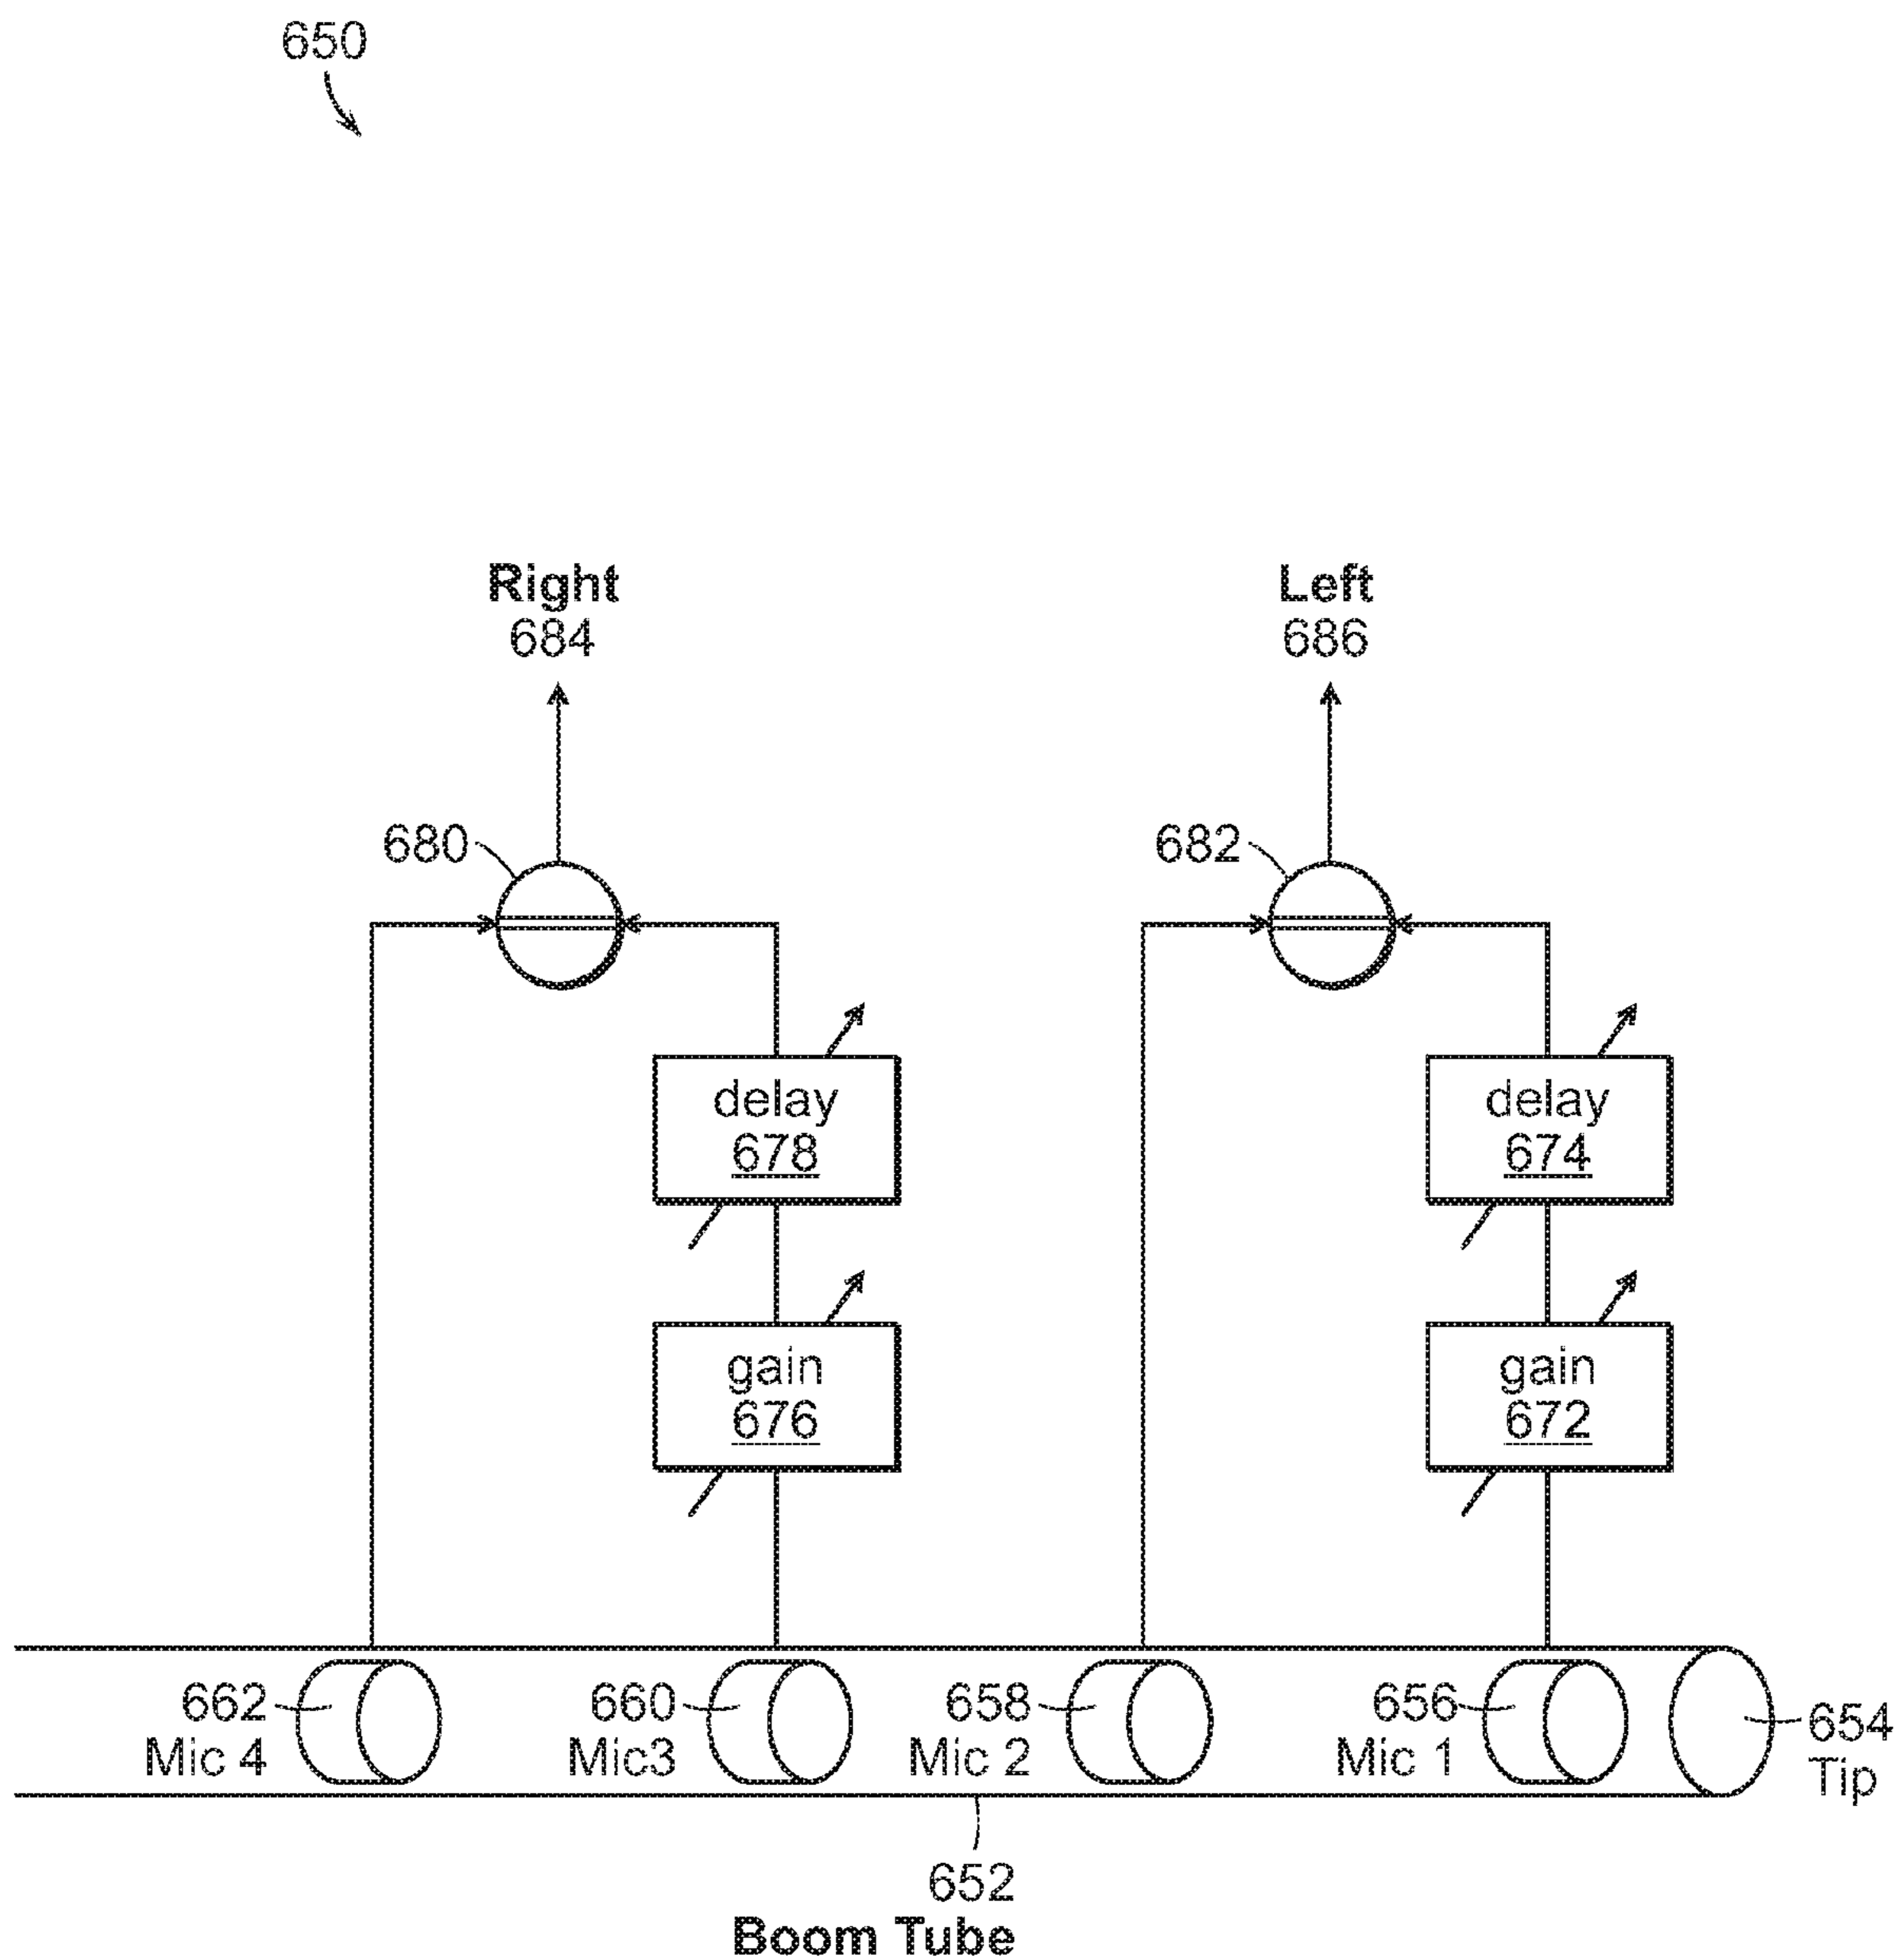 650
Right
684
Left
686
680
682
delay
678
delay
674
gain
676
gain
672
662
Mic 4
660
Mic3
658
Mic 2
656
Mic 1
654
Tip
652
Boom Tube